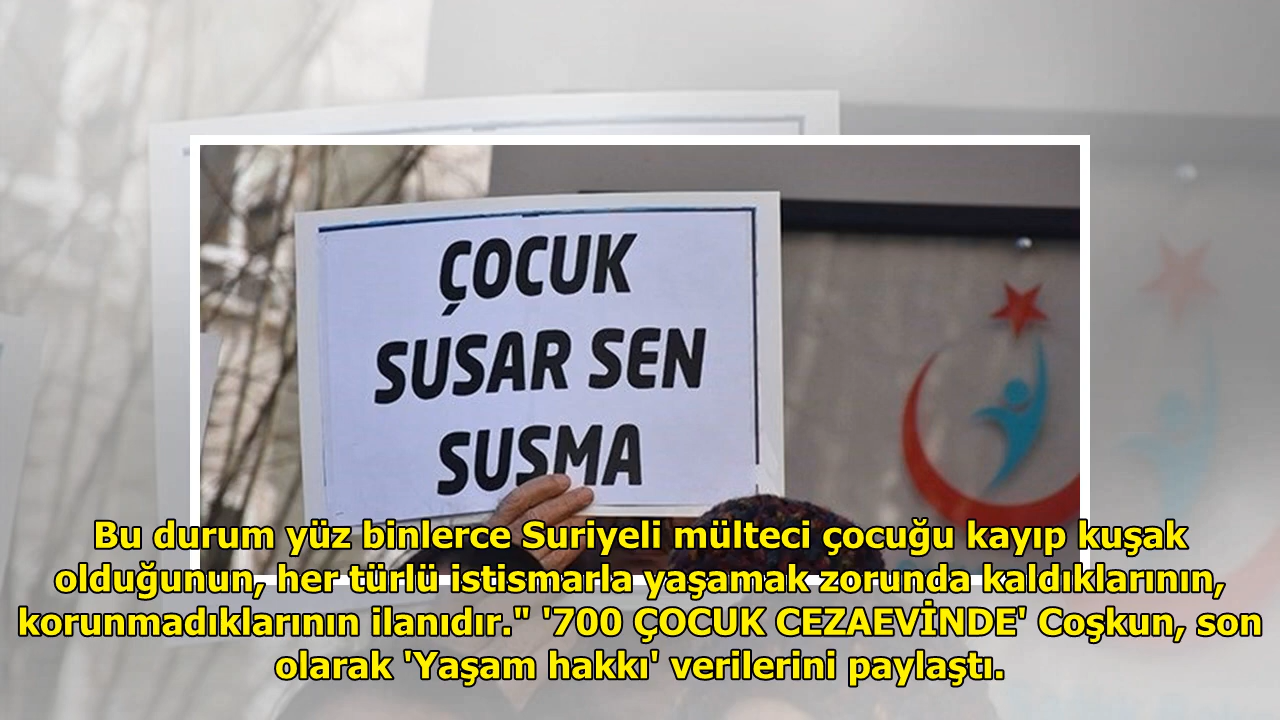 ÇOCUK
SUSAR SEN
SUSMA
Bu durum yüz binlerce Suriyeli mülteci çocuğu kayıp kuşak
olduğunun, her türlü istismarla yaşamak zorunda kaldıklarının,
korunmadıklarının ilanıdır." '700 ÇOCUK CEZAEVİNDE' Coşkun, son
olarak 'Yaşam hakkı' verilerini paylaştı.